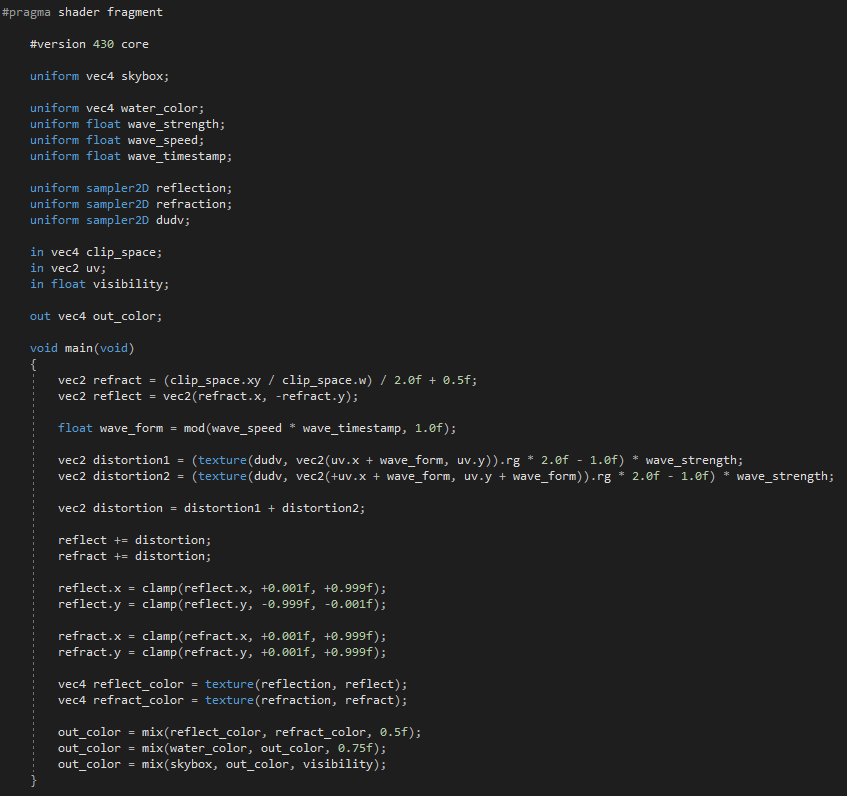 #pragma shader fragment
#version 430 core
uniform vec4 skybox;
uniform vec4 water_color;
uniform float wave_strength;
uniform float wave_speed;
uniform float wave_timestamp;
uniform sampler2D reflection;
uniform sampler2D refraction;
uniform sampler2D dudv;
in vec4 clip_space;
in vec2 uv;
in float visibility;
out vec4 out_color;
void main(void)
{
vec2 refract = (clip_space.xy / clip_space.w) / 2.0f + 0.5f;
vec2 reflect = vec2(refract.x, -refract.y);
float wave_form = mod(wave_speed * wave_timestamp, 1.0f);
vec2 distortion1 = (texture(dudv, vec2(uv.x + wave_form, uv.y)).rg * 2.0f - 1.0f) * wave_strength;
vec2 distortion2 = (texture(dudv, vec2(+uv.x + wave_form, uv.y + wave_form)).rg * 2.0f - 1.0f) * wave_strength;
vec2 distortion = distortion1 + distortion2;
reflect += distortion;
refract += distortion;
reflect.x = clamp(reflect.x, +0.001f, +0.999f);
reflect.y = clamp(reflect.y, -0.999f, -0.001f);
refract.x = clamp(refract.x, +0.001f, +0.999f);
refract.y = clamp(refract.y, +0.001f, +0.999f);
vec4 reflect_color = texture(reflection, reflect);
vec4 refract_color = texture(refraction, refract);
out_color = mix(reflect_color, refract_color, 0.5f);
out_color = mix(water_color, out_color, 0.75f);
out_color = mix(skybox, out_color, visibility);
}